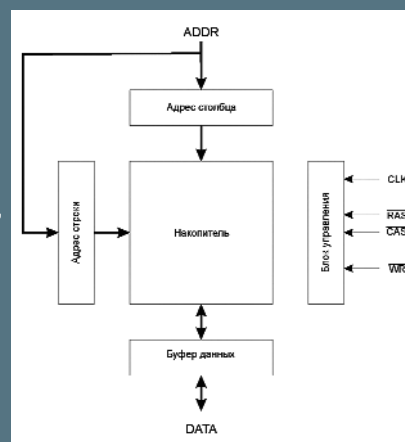 ADDR
Адрес столбца
Адрес строки
Накопитель
Блок управления
CLK
RAS
CAS
WR
Буфер данных
DATA